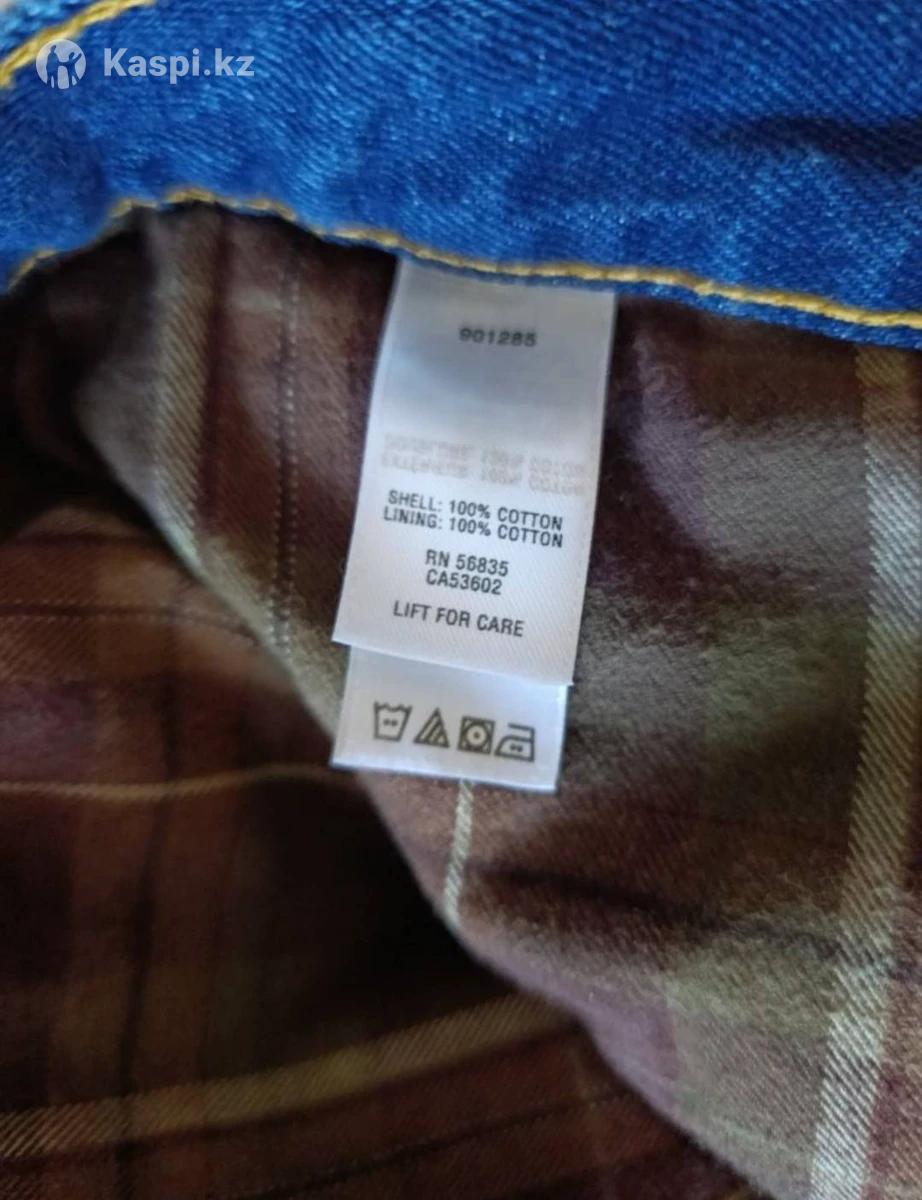 Kaspi.kz
901285
SHELL: 100% COTTON
LINING: 100% COTTON
RN 56835
CA53602
LIFT FOR CARE